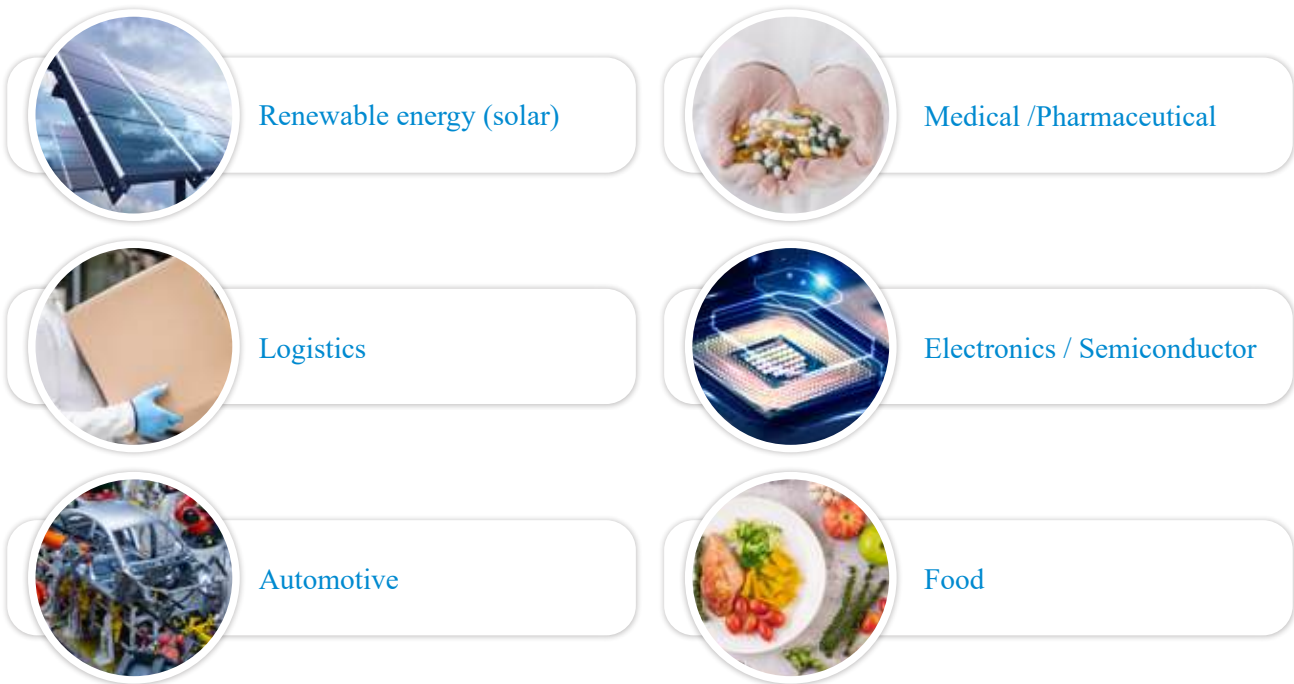 Renewable energy (solar)
Medical /Pharmaceutical
Logistics
Electronics / Semiconductor
Automotive
Food